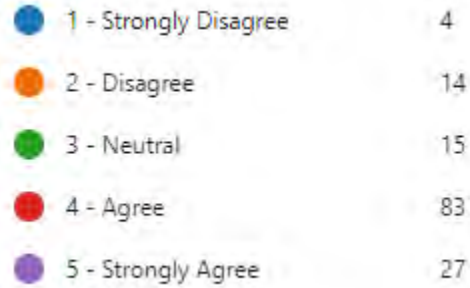 1 - Strongly Disagree 4
2 - Disagree 14
3 - Neutral 15
4 - Agree 83
5 - Strongly Agree 27